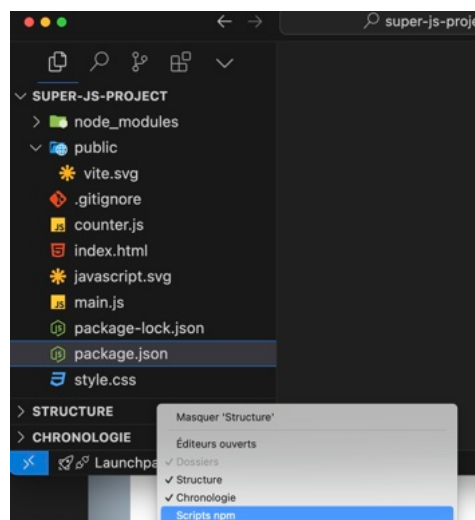 super-js-proje
SUPER-JS-PROJECT
node_modules
public
vite.svg
.gitignore
JS counter.js
index.html
javascript.svg
JS main.js
package-lock.json
package.json
style.css
STRUCTURE
CHRONOLOGIE
Launchpa
Masquer 'Structure'
Éditeurs ouverts
✓ Dossiers
✓ Structure
✓ Chronologie
Scripts npm